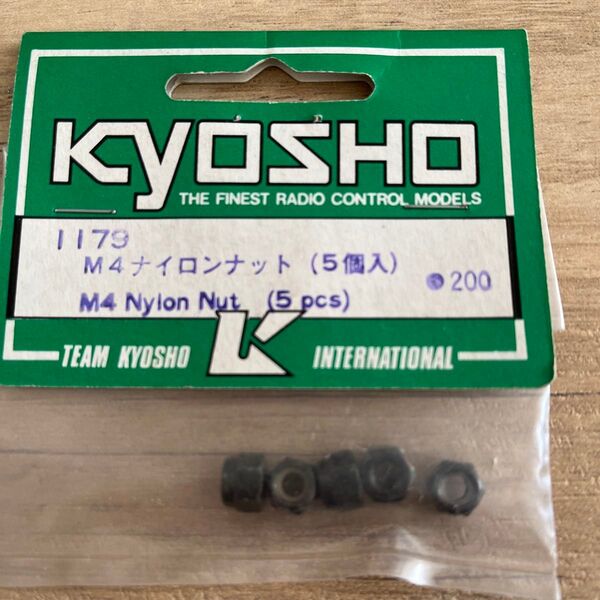 KYOSHO
THE FINEST RADIO CONTROL MODELS
1179
M4ナイロンナット (5個入)
M4 Nylon Nut (5 pcs)
●200
TEAM KYOSHO K INTERNATIONAL